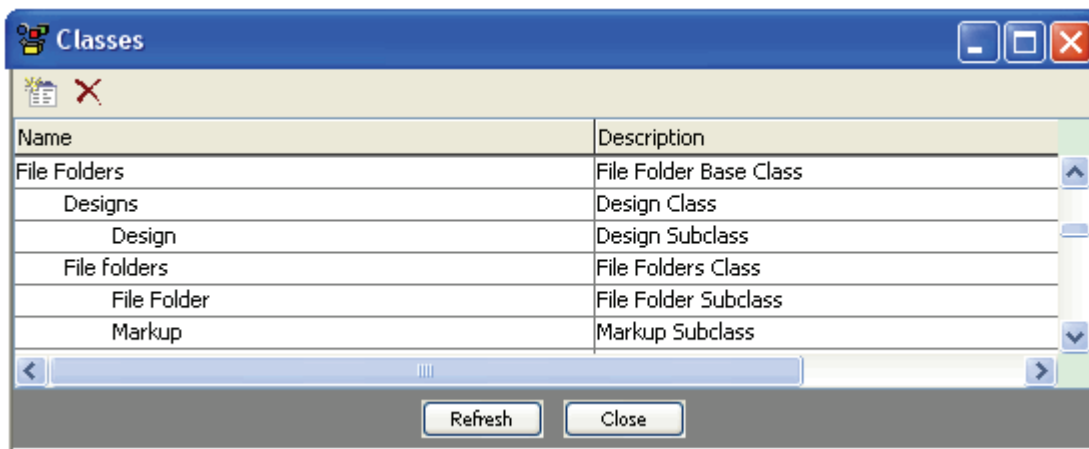 Classes
Name Description
File Folders File Folder Base Class
Designs Design Class
Design Design Subclass
File folders File Folders Class
File Folder File Folder Subclass
Markup Markup Subclass
Refresh Close